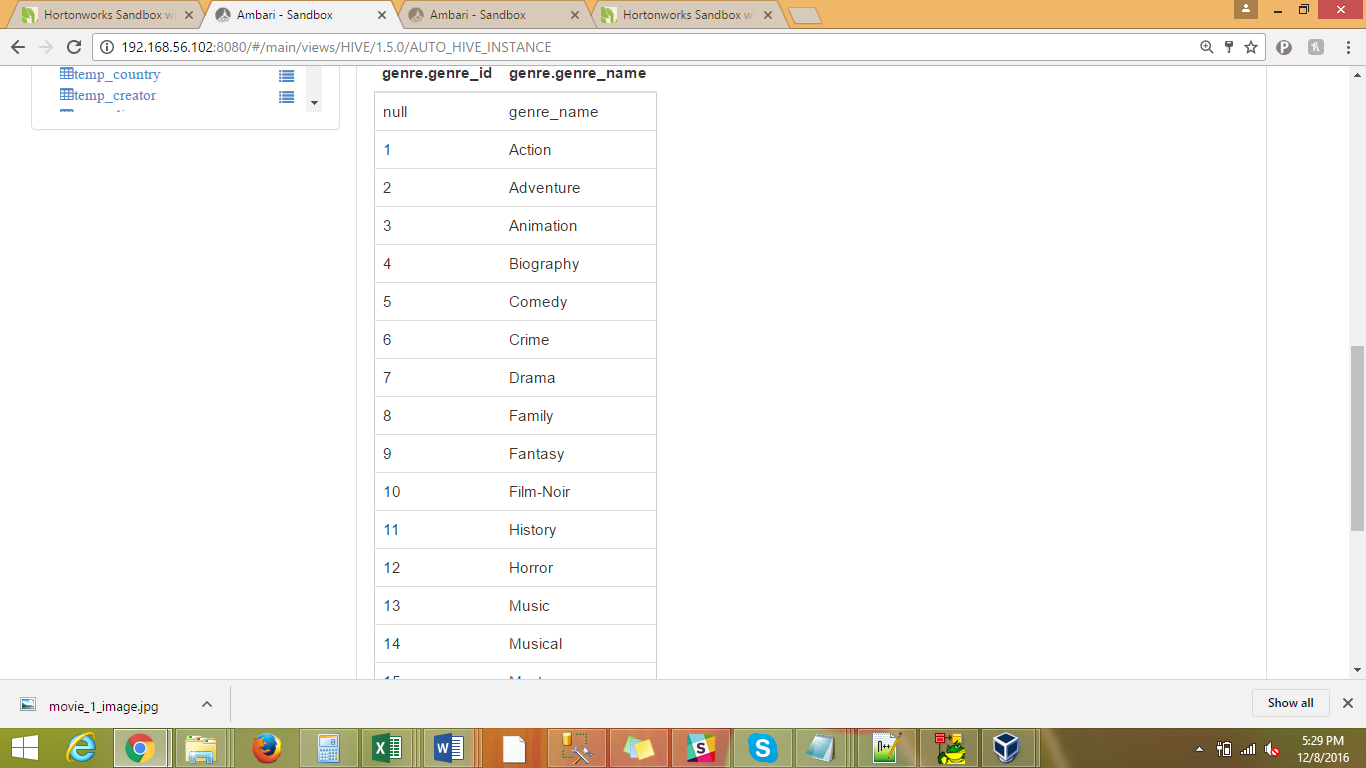 Hortonworks Sandbox w
Ambari - Sandbox
Ambari - Sandbox
Hortonworks Sandbox w
192.168.56.102:8080/#/main/views/HIVE/1.5.0/AUTO_HIVE_INSTANCE
temp_country
temp_creator
genre.genre_id genre.genre_name
null genre_name
1 Action
2 Adventure
3 Animation
4 Biography
5 Comedy
6 Crime
7 Drama
8 Family
9 Fantasy
10 Film-Noir
11 History
12 Horror
13 Music
14 Musical
movie_1_image.jpg
Show all
5:29 PM
12/8/2016